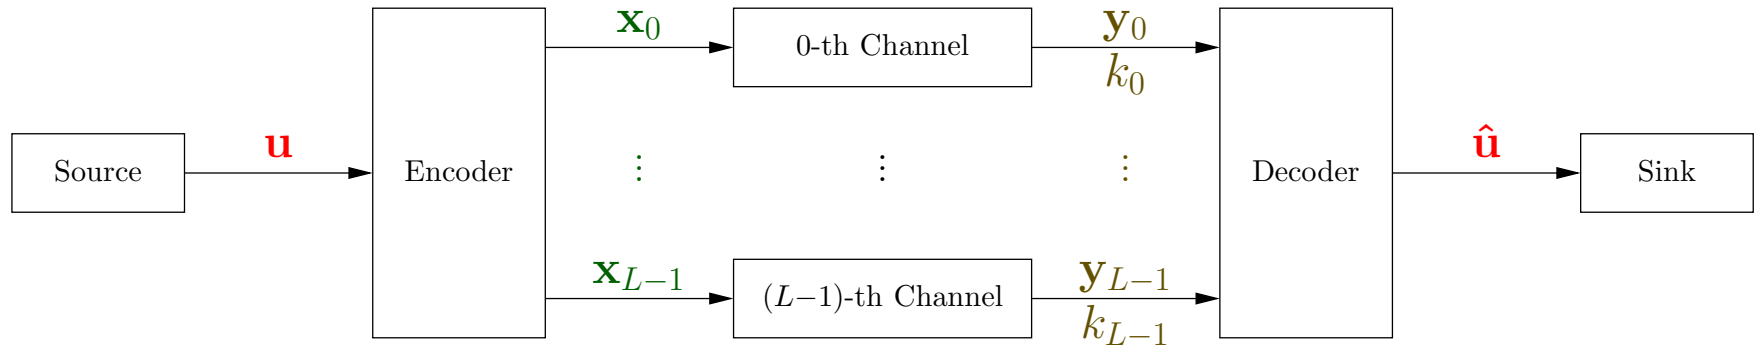 Source
u
Encoder
x₀
0-th Channel
y₀
k₀
⋮ ⋮ ⋮
x_{L−1}
(L−1)-th Channel
y_{L−1}
k_{L−1}
Decoder
û
Sink